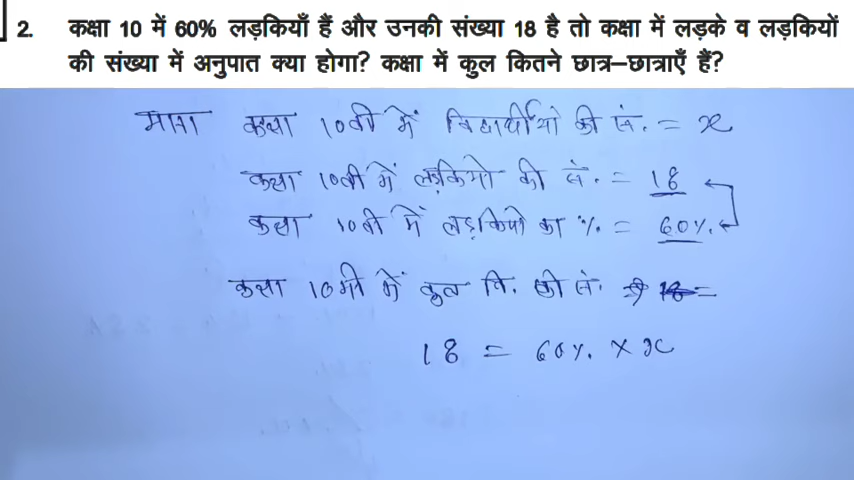 2. कक्षा 10 में 60% लड़कियाँ हैं और उनकी संख्या 18 है तो कक्षा में लड़के व लड़कियों
की संख्या में अनुपात क्या होगा? कक्षा में कुल कितने छात्र–छात्राएँ हैं?
माना कक्षा 10वी में विद्यार्थीयो की सं. = x
कक्षा 10वी में लड़कियो की सं. = 18
कक्षा 10वी में लड़कियो का % = 60%
कक्षा 10वी में कुल वि. की सं. =
18 = 60% × x